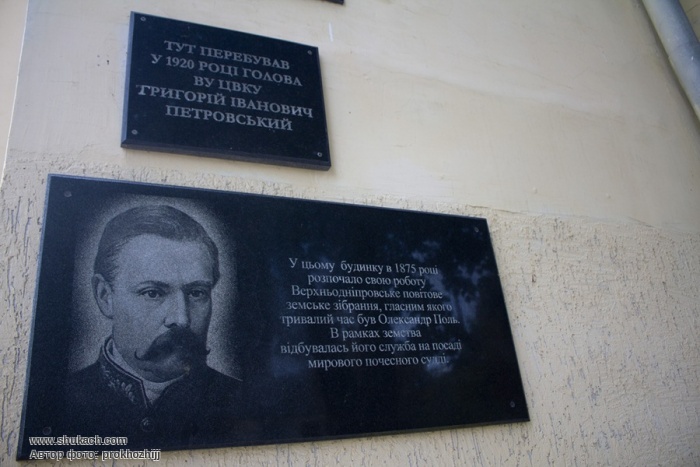 ТУТ ПЕРЕБУВАВ
У 1920 РОЦІ ГОЛОВА
ВУ ЦВКУ
ГРИГОРІЙ ІВАНОВИЧ
ПЕТРОВСЬКИЙ
У цьому будинку в 1875 році
розпочало свою роботу
Верхньодніпровське повітове
земське зібрання, гласним якого
тривалий час був Олександр Поль.
В рамках земства
відбувалась його служба на посаді
мирового почесного судді.
www.shukach.com
Автор фото: prokhozhijj